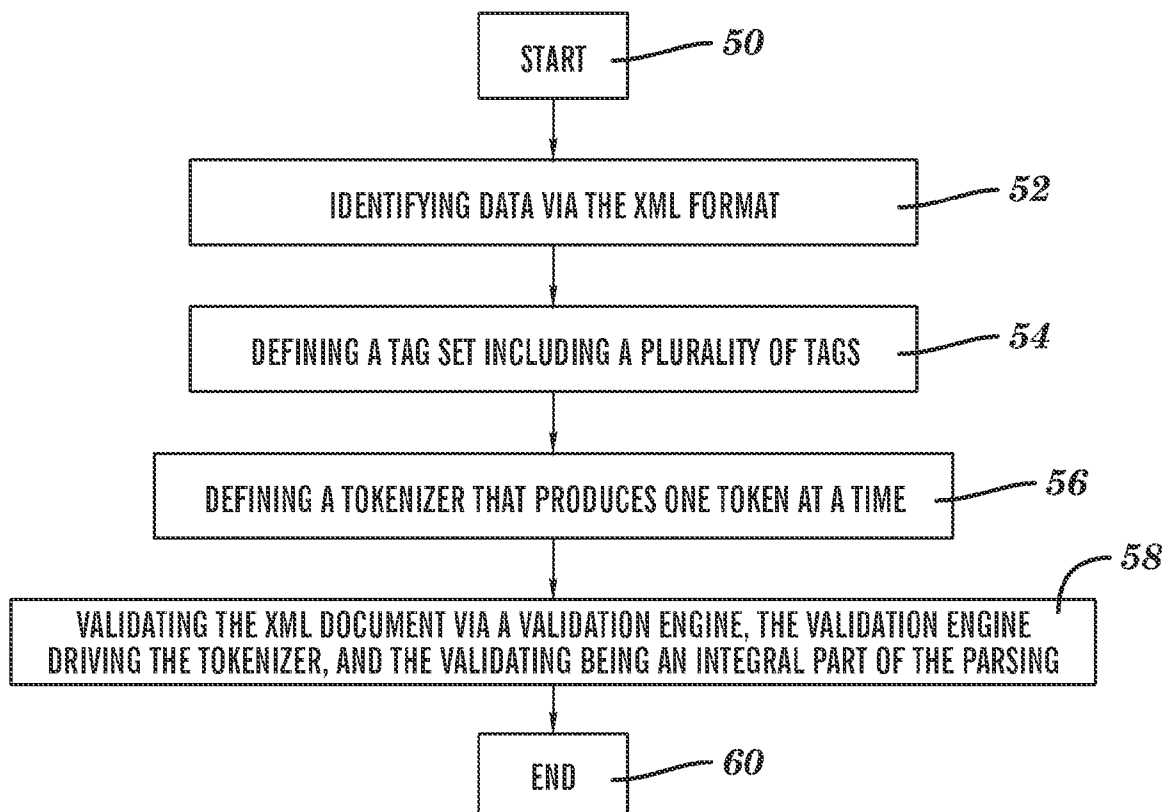 START
50
IDENTIFYING DATA VIA THE XML FORMAT
52
DEFINING A TAG SET INCLUDING A PLURALITY OF TAGS
54
DEFINING A TOKENIZER THAT PRODUCES ONE TOKEN AT A TIME
56
58
VALIDATING THE XML DOCUMENT VIA A VALIDATION ENGINE, THE VALIDATION ENGINE
DRIVING THE TOKENIZER, AND THE VALIDATING BEING AN INTEGRAL PART OF THE PARSING
END
60